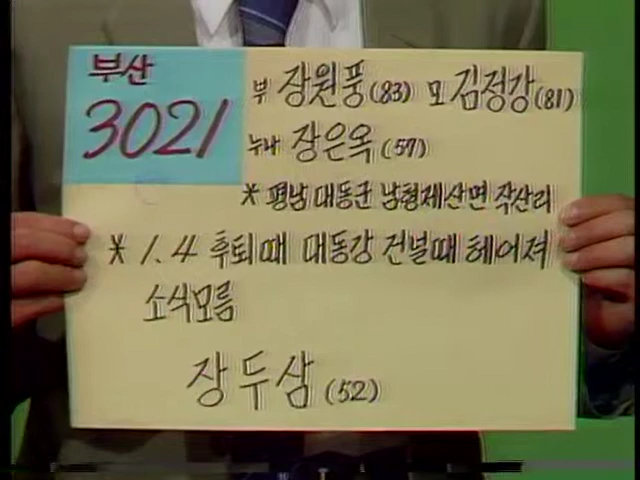 부산
3021
부 장원풍(83) 모 김정강(81)
누나 장은옥(57)
* 평남 대동군 남형제산면 작산리
* 1.4 후퇴때 대동강 건널때 헤어져
소식모름
장두삼(52)